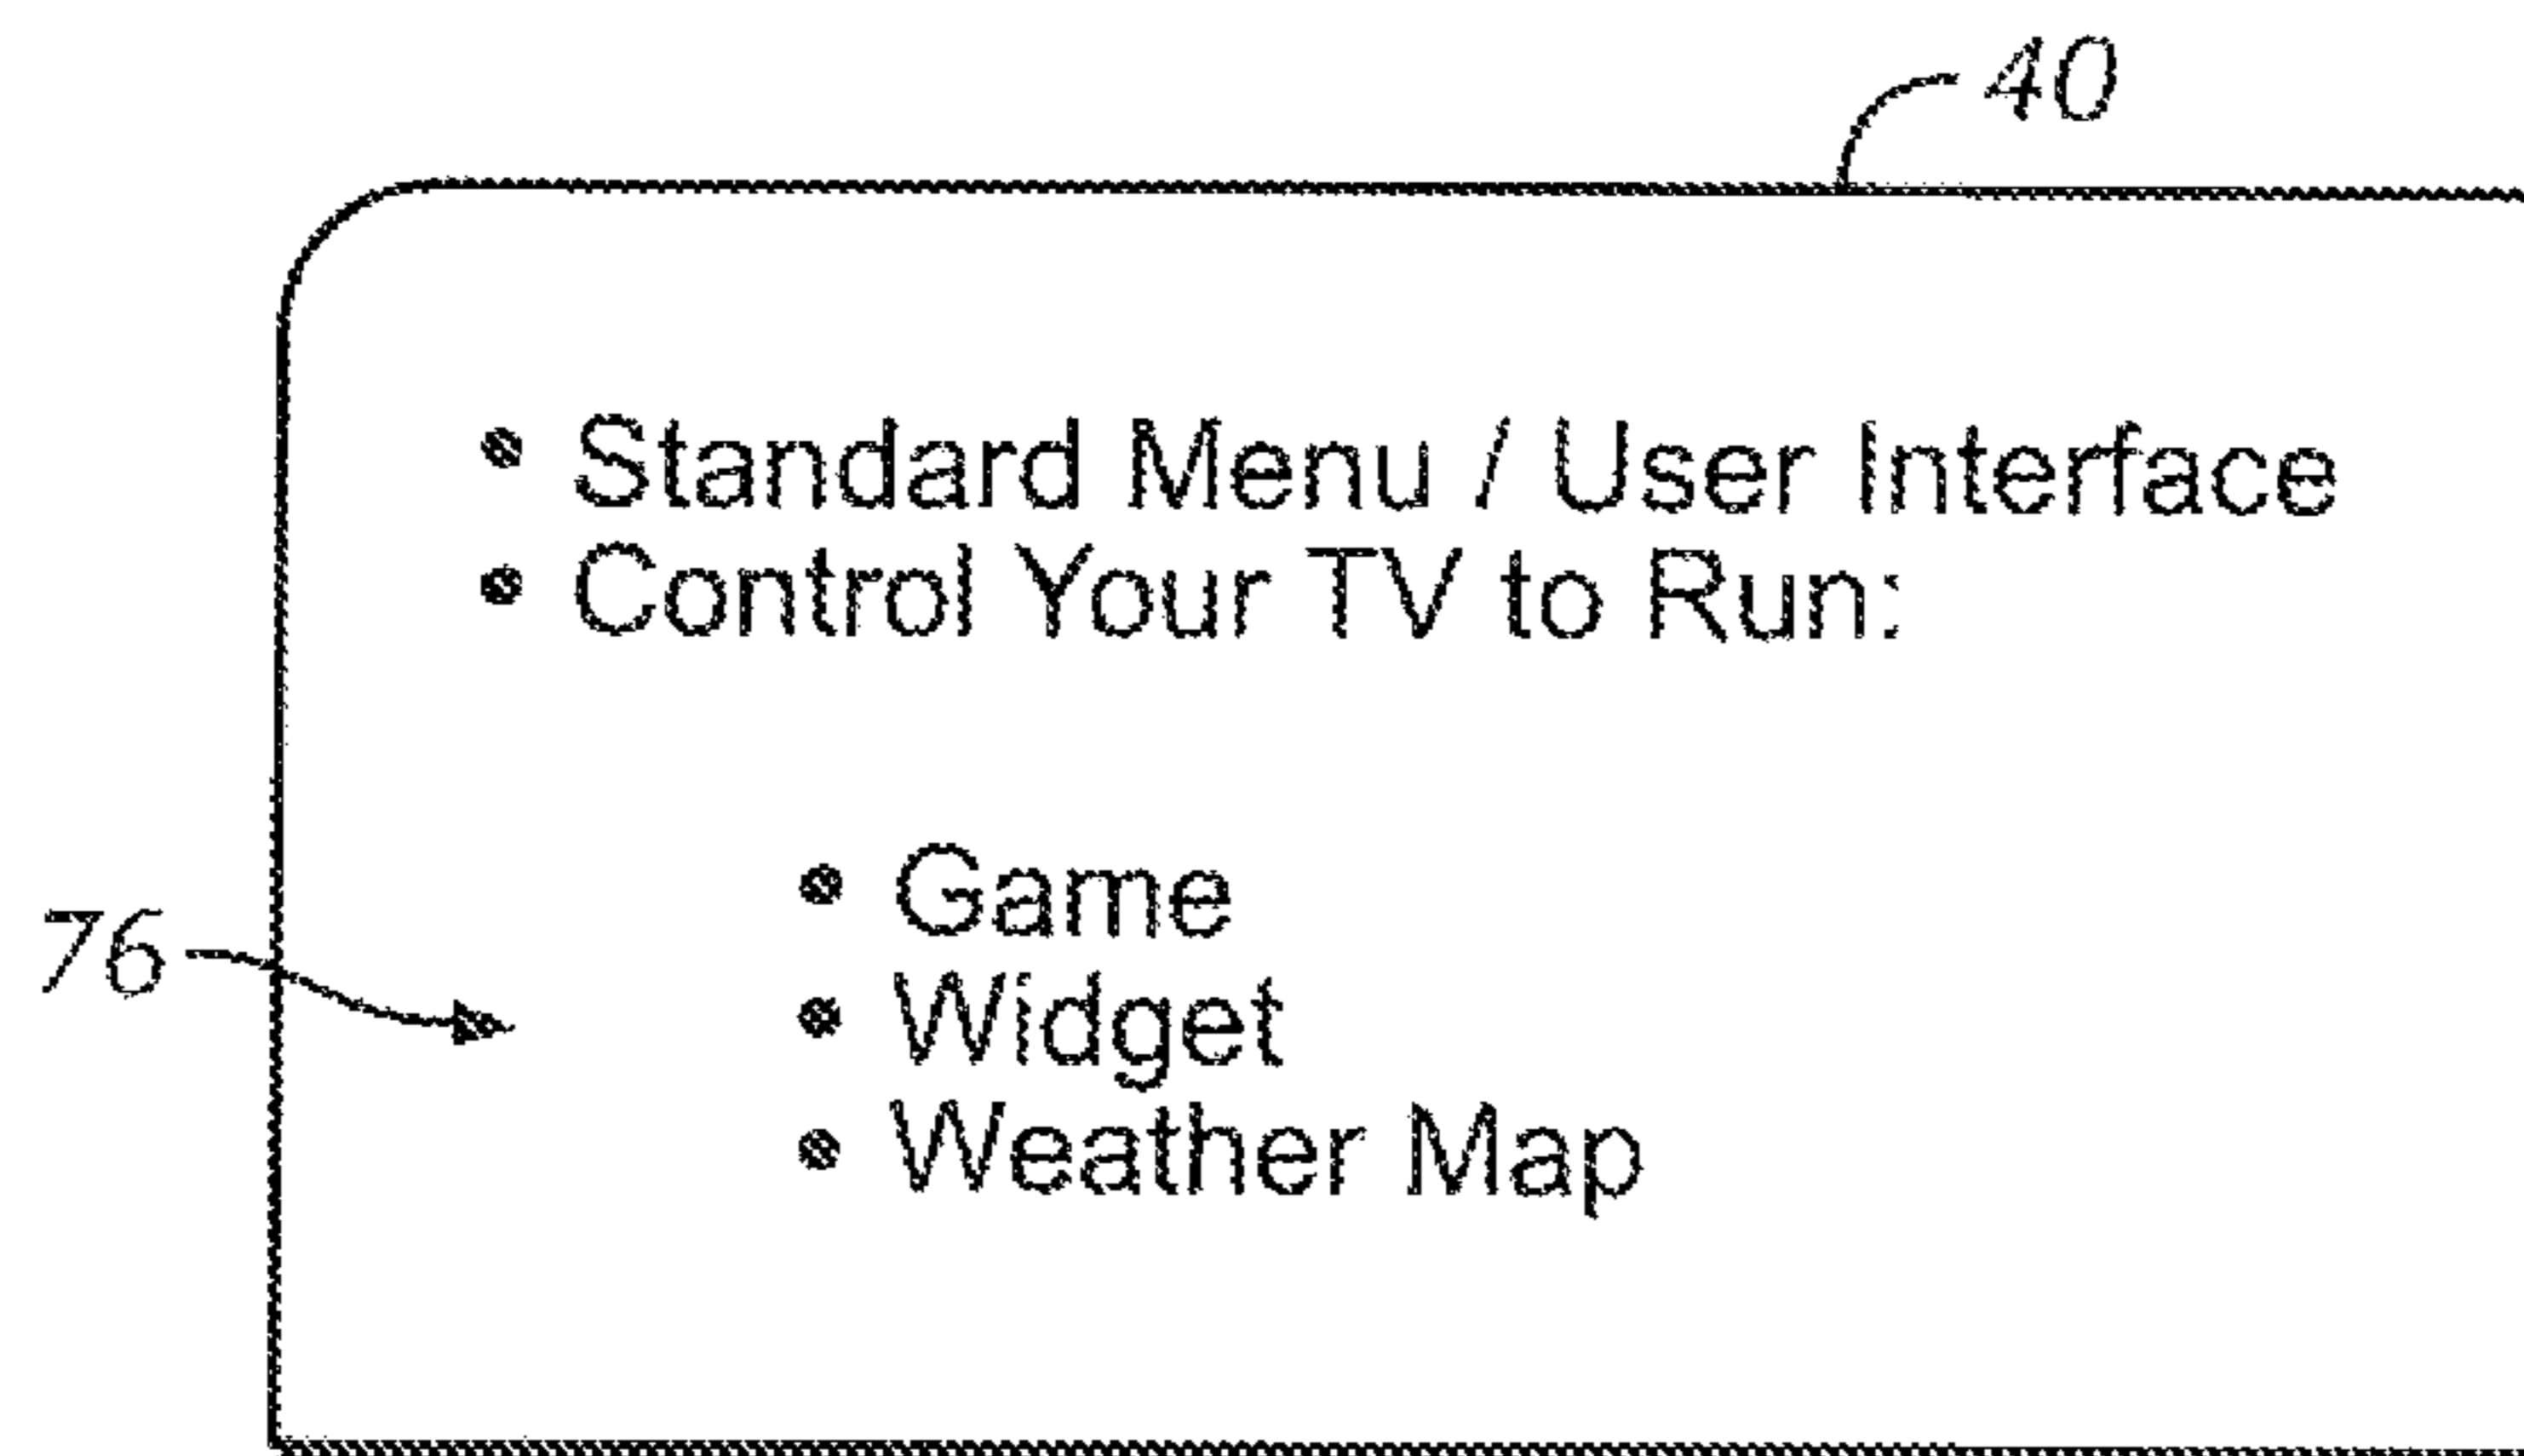 40
• Standard Menu / User Interface
• Control Your TV to Run:
• Game
76
• Widget
• Weather Map